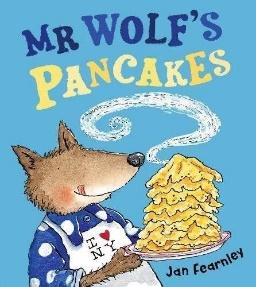 MR WOLF'S
PANCAKES
I ♥
NY
Jan Fearnley